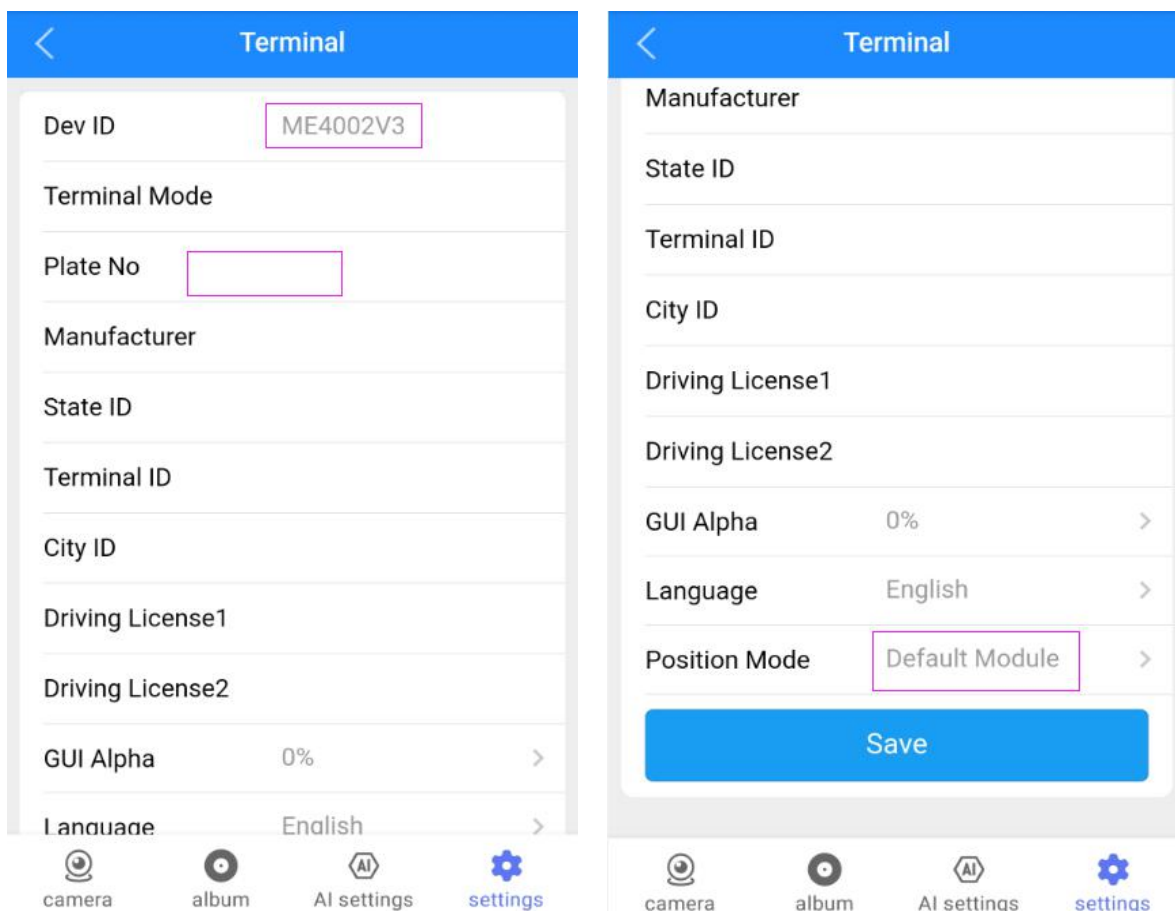 Terminal
Dev ID ME4002V3
Terminal Mode
Plate No
Manufacturer
State ID
Terminal ID
City ID
Driving License1
Driving License2
GUI Alpha 0%
Language English
camera album AI settings settings
Terminal
Manufacturer
State ID
Terminal ID
City ID
Driving License1
Driving License2
GUI Alpha 0%
Language English
Position Mode Default Module
Save
camera album AI settings settings